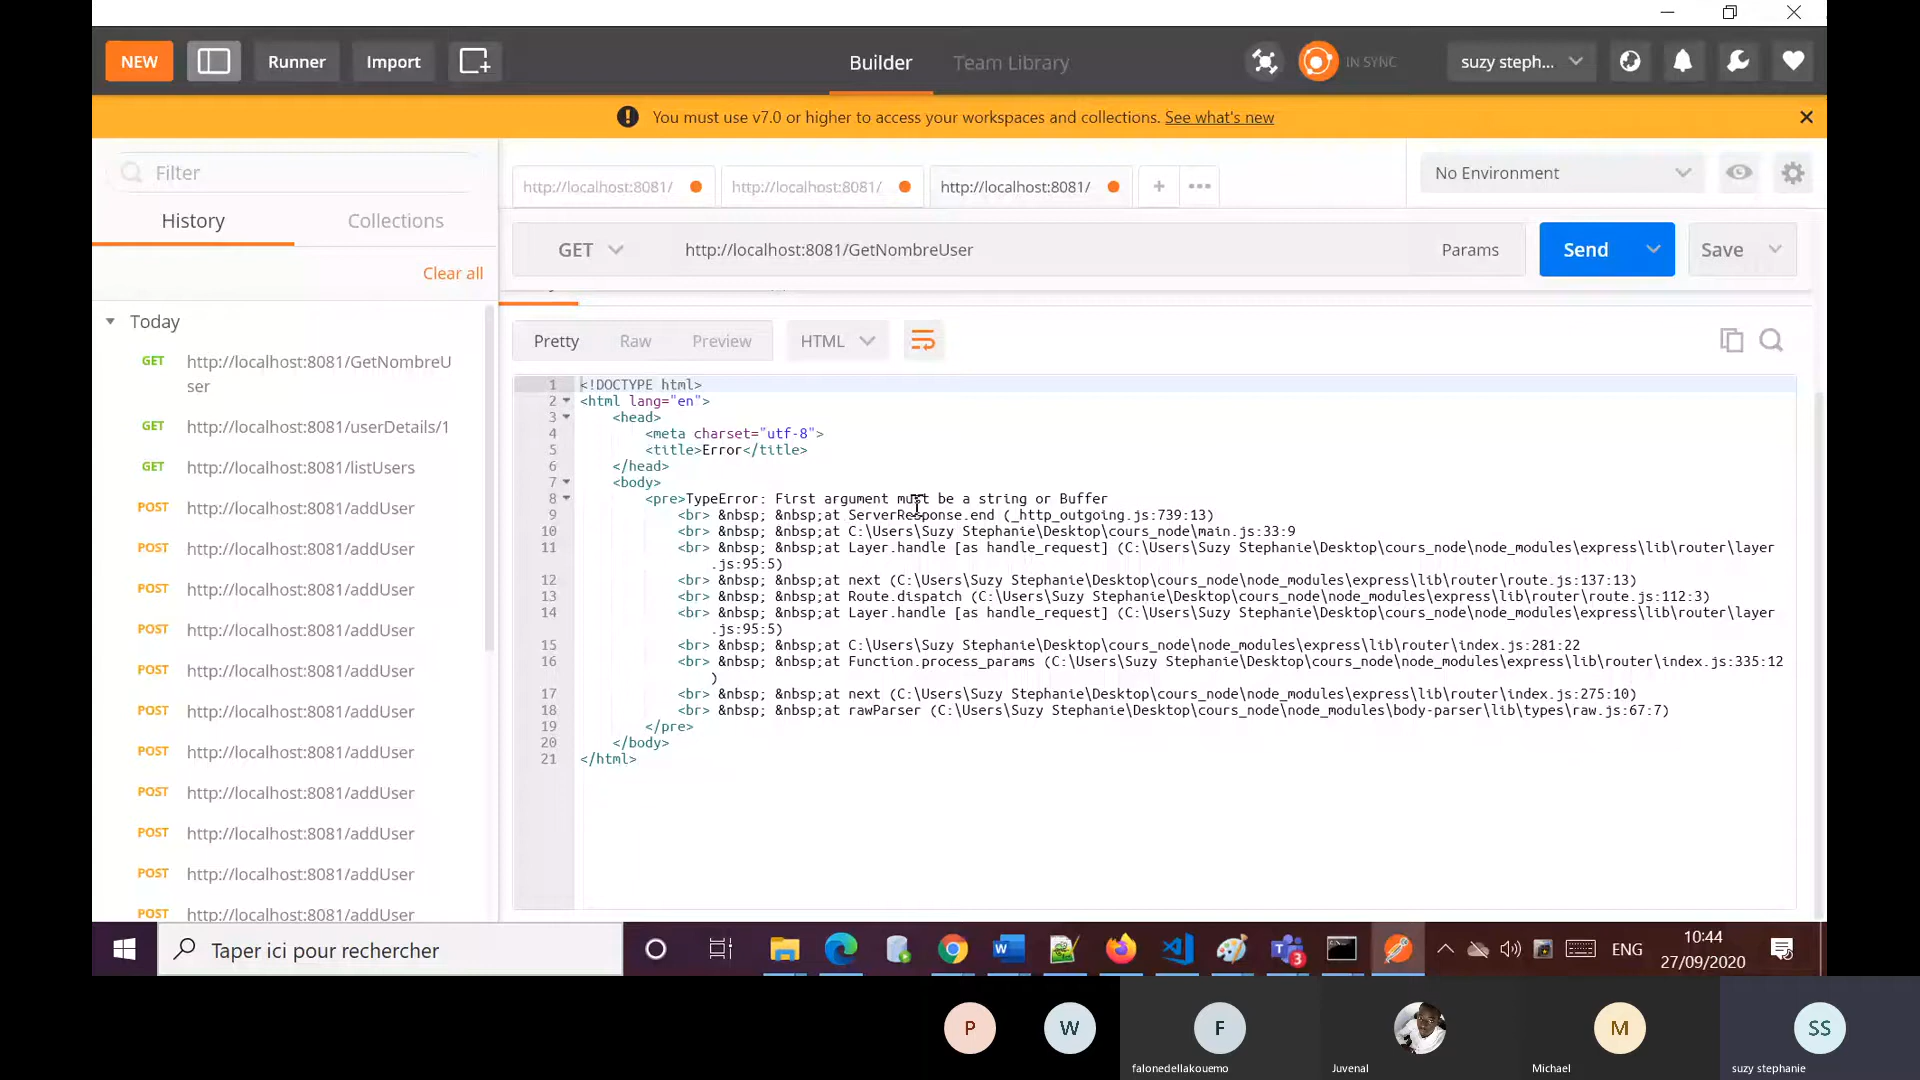 NEW
Runner
Import
Builder
Team Library
IN SYNC
suzy steph...
You must use v7.0 or higher to access your workspaces and collections. See what's new
Filter
History
Collections
Clear all
Today
GET http://localhost:8081/GetNombreU
ser
GET http://localhost:8081/userDetails/1
GET http://localhost:8081/listUsers
POST http://localhost:8081/addUser
POST http://localhost:8081/addUser
POST http://localhost:8081/addUser
POST http://localhost:8081/addUser
POST http://localhost:8081/addUser
POST http://localhost:8081/addUser
POST http://localhost:8081/addUser
POST http://localhost:8081/addUser
POST http://localhost:8081/addUser
POST http://localhost:8081/addUser
POST http://localhost:8081/addUser
http://localhost:8081/
http://localhost:8081/
http://localhost:8081/
No Environment
GET
http://localhost:8081/GetNombreUser
Params
Send
Save
Pretty
Raw
Preview
HTML
1 <!DOCTYPE html>
2 <html lang="en">
3 <head>
4 <meta charset="utf-8">
5 <title>Error</title>
6 </head>
7 <body>
8 <pre>TypeError: First argument must be a string or Buffer
9 <br> &nbsp; &nbsp;at ServerResponse.end (_http_outgoing.js:739:13)
10 <br> &nbsp; &nbsp;at C:\Users\Suzy Stephanie\Desktop\cours_node\main.js:33:9
11 <br> &nbsp; &nbsp;at Layer.handle [as handle_request] (C:\Users\Suzy Stephanie\Desktop\cours_node\node_modules\express\lib\router\layer
.js:95:5)
12 <br> &nbsp; &nbsp;at next (C:\Users\Suzy Stephanie\Desktop\cours_node\node_modules\express\lib\router\route.js:137:13)
13 <br> &nbsp; &nbsp;at Route.dispatch (C:\Users\Suzy Stephanie\Desktop\cours_node\node_modules\express\lib\router\route.js:112:3)
14 <br> &nbsp; &nbsp;at Layer.handle [as handle_request] (C:\Users\Suzy Stephanie\Desktop\cours_node\node_modules\express\lib\router\layer
.js:95:5)
15 <br> &nbsp; &nbsp;at C:\Users\Suzy Stephanie\Desktop\cours_node\node_modules\express\lib\router\index.js:281:22
16 <br> &nbsp; &nbsp;at Function.process_params (C:\Users\Suzy Stephanie\Desktop\cours_node\node_modules\express\lib\router\index.js:335:12
)
17 <br> &nbsp; &nbsp;at next (C:\Users\Suzy Stephanie\Desktop\cours_node\node_modules\express\lib\router\index.js:275:10)
18 <br> &nbsp; &nbsp;at rawParser (C:\Users\Suzy Stephanie\Desktop\cours_node\node_modules\body-parser\lib\types\raw.js:67:7)
19 </pre>
20 </body>
21 </html>
Taper ici pour rechercher
3
ENG
10:44
27/09/2020
P
W
F
M
SS
falonedellakouemo
Juvenal
Michael
suzy stephanie